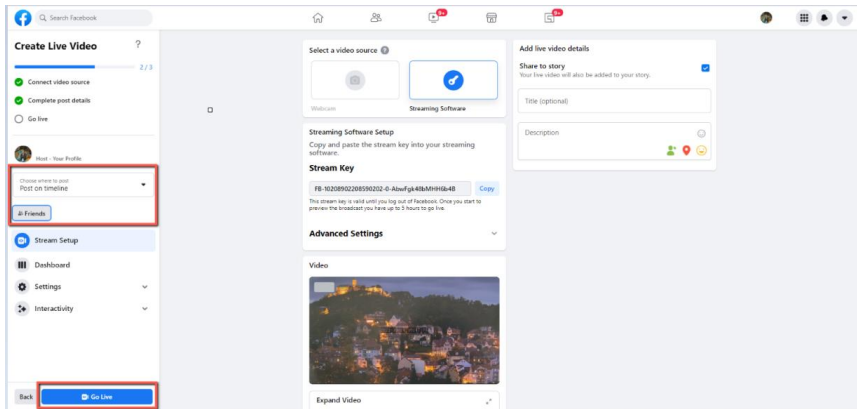 Search Facebook
9+
9+
Create Live Video
?
2 / 3
Connect video source
Complete post details
Go live
Host - Your Profile
Choose where to post
Post on timeline
Friends
Stream Setup
Dashboard
Settings
Interactivity
Back
Go Live
Select a video source
Webcam
Streaming Software
Streaming Software Setup
Copy and paste the stream key into your streaming
software.
Stream Key
FB-10208902208590202-0-AbwFgk48bMHH6b4B
Copy
This stream key is valid until you log out of Facebook. Once you start to
preview the broadcast you have up to 5 hours to go live.
Advanced Settings
Video
Expand Video
Add live video details
Share to story
Your live video will also be added to your story.
Title (optional)
Description